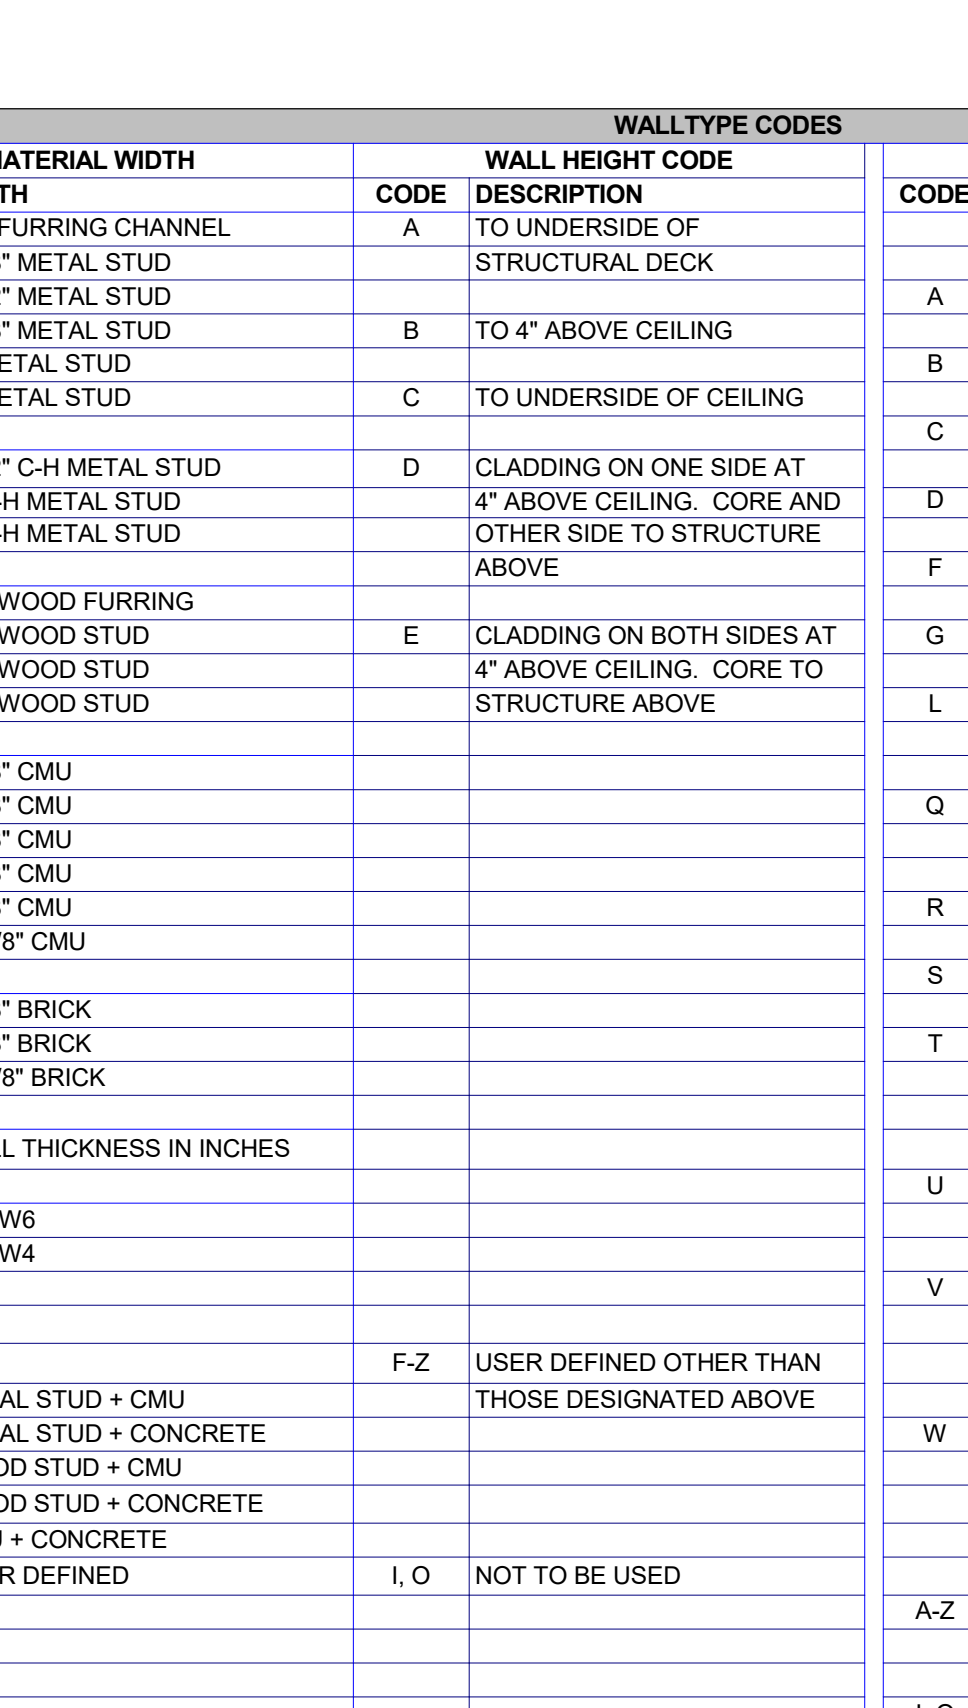 WALLTYPE CODES
MATERIAL WIDTH WALL HEIGHT CODE
TH CODE DESCRIPTION CODE
FURRING CHANNEL A TO UNDERSIDE OF
" METAL STUD STRUCTURAL DECK
" METAL STUD A
" METAL STUD B TO 4" ABOVE CEILING
ETAL STUD B
ETAL STUD C TO UNDERSIDE OF CEILING
C
" C-H METAL STUD D CLADDING ON ONE SIDE AT
-H METAL STUD 4" ABOVE CEILING. CORE AND D
-H METAL STUD OTHER SIDE TO STRUCTURE
ABOVE F
WOOD FURRING
WOOD STUD E CLADDING ON BOTH SIDES AT G
WOOD STUD 4" ABOVE CEILING. CORE TO
WOOD STUD STRUCTURE ABOVE L
" CMU
" CMU Q
" CMU
" CMU
" CMU R
/8" CMU
S
" BRICK
" BRICK T
/8" BRICK
L THICKNESS IN INCHES
U
W6
W4
V
F-Z USER DEFINED OTHER THAN
AL STUD + CMU THOSE DESIGNATED ABOVE
AL STUD + CONCRETE W
OD STUD + CMU
OD STUD + CONCRETE
+ CONCRETE
R DEFINED I, O NOT TO BE USED
A-Z